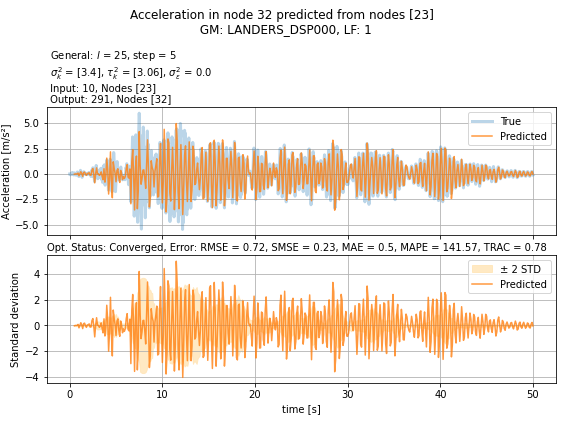 Acceleration in node 32 predicted from nodes [23]
GM: LANDERS_DSP000, LF: 1
General: l = 25, step = 5
σ²ₖ = [3.4], τ²ₖ = [3.06], σ²ₑ = 0.0
Input: 10, Nodes [23]
Output: 291, Nodes [32]
5.0
2.5
0.0
−2.5
−5.0
Acceleration [m/s²]
True
Predicted
Opt. Status: Converged, Error: RMSE = 0.72, SMSE = 0.23, MAE = 0.5, MAPE = 141.57, TRAC = 0.78
4
2
0
−2
−4
Standard deviation
± 2 STD
Predicted
0 10 20 30 40 50
time [s]